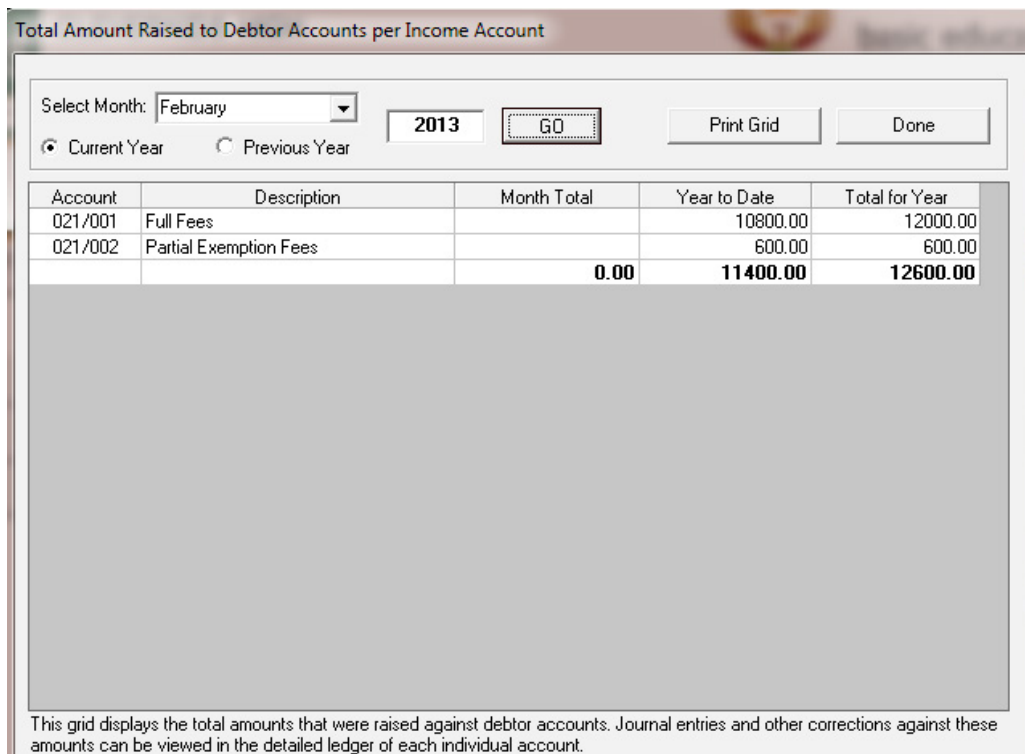 Total Amount Raised to Debtor Accounts per Income Account
basic educa
Select Month: February 2013 GO Print Grid Done
Current Year Previous Year
Account Description Month Total Year to Date Total for Year
021/001 Full Fees 10800.00 12000.00
021/002 Partial Exemption Fees 600.00 600.00
0.00 11400.00 12600.00
This grid displays the total amounts that were raised against debtor accounts. Journal entries and other corrections against these
amounts can be viewed in the detailed ledger of each individual account.